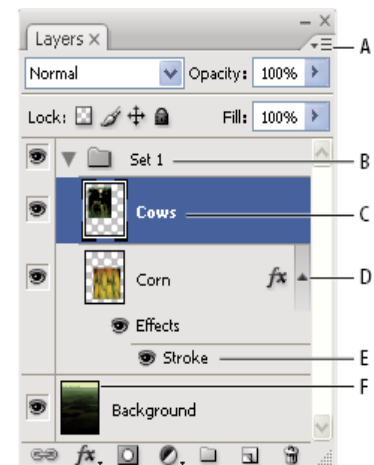 Layers ×
A
Normal Opacity: 100%
Lock: Fill: 100%
Set 1 B
Cows C
Corn fx D
Effects
Stroke E
F
Background
fx.